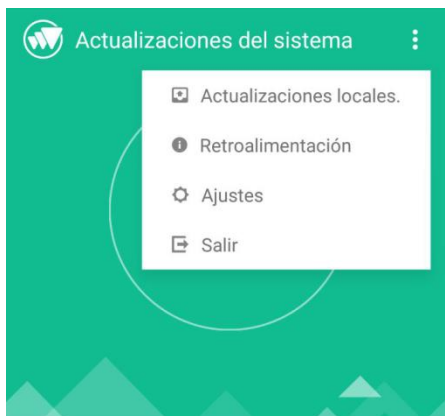 Actualizaciones del sistema
Actualizaciones locales.
Retroalimentación
Ajustes
Salir